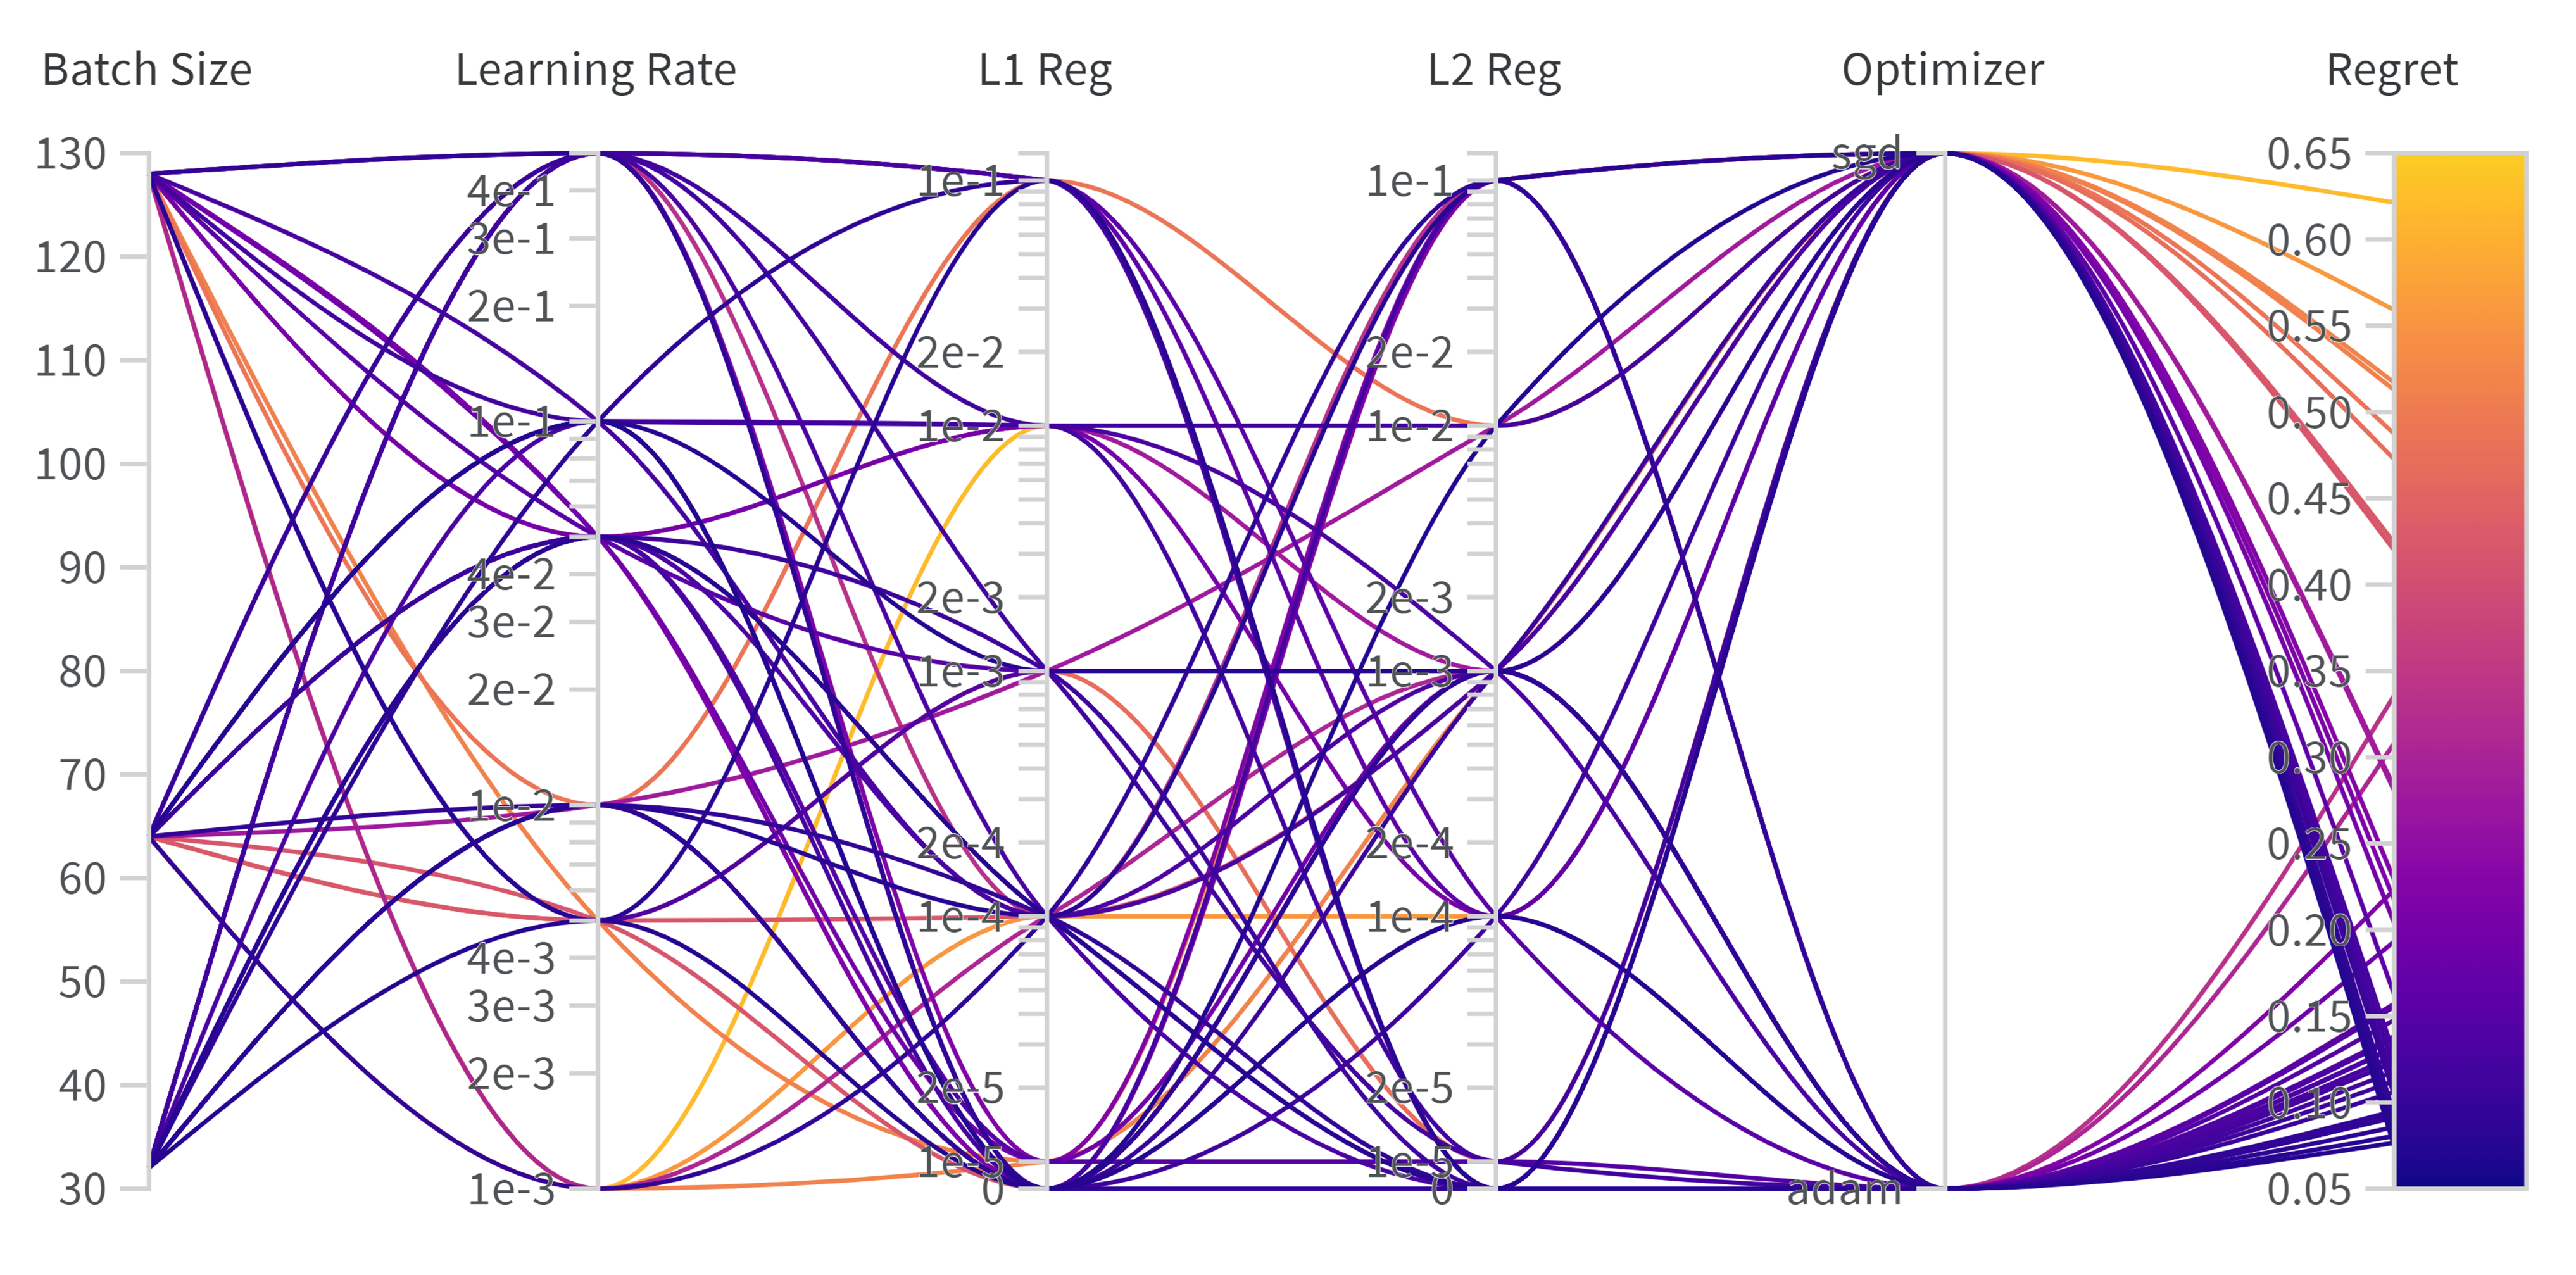 Batch Size
Learning Rate
L1 Reg
L2 Reg
Optimizer
Regret
130
120
110
100
90
80
70
60
50
40
30
4e-1
3e-1
2e-1
1e-1
4e-2
3e-2
2e-2
1e-2
4e-3
3e-3
2e-3
1e-3
1e-1
2e-2
1e-2
2e-3
1e-3
2e-4
1e-4
2e-5
1e-5
0
1e-1
2e-2
1e-2
2e-3
1e-3
2e-4
1e-4
2e-5
1e-5
0
sgd
adam
0.65
0.60
0.55
0.50
0.45
0.40
0.35
0.30
0.25
0.20
0.15
0.10
0.05